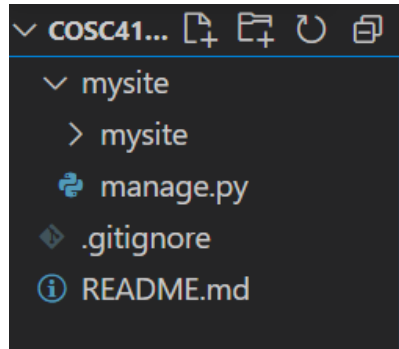 COSC41...
mysite
mysite
manage.py
.gitignore
README.md